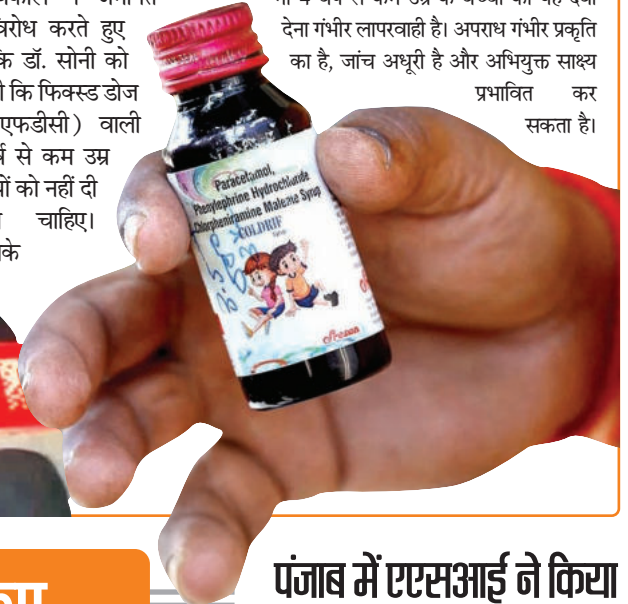 विरोध करते हुए
कि डॉ. सोनी को
कि फिक्स्ड डोज
एफडीसी) वाली
से कम उम्र
को नहीं दी
चाहिए।
देना गंभीर लापरवाही है। अपराध गंभीर प्रकृति
का है, जांच अधूरी है और अभियुक्त साक्ष्य
प्रभावित कर
सकता है।
Paracetamol,
Phenylephrine Hydrochloride
Chlorpheniramine Maleate Syrup
COLDRIF
Syrup
पंजाब में एएसआई ने किया